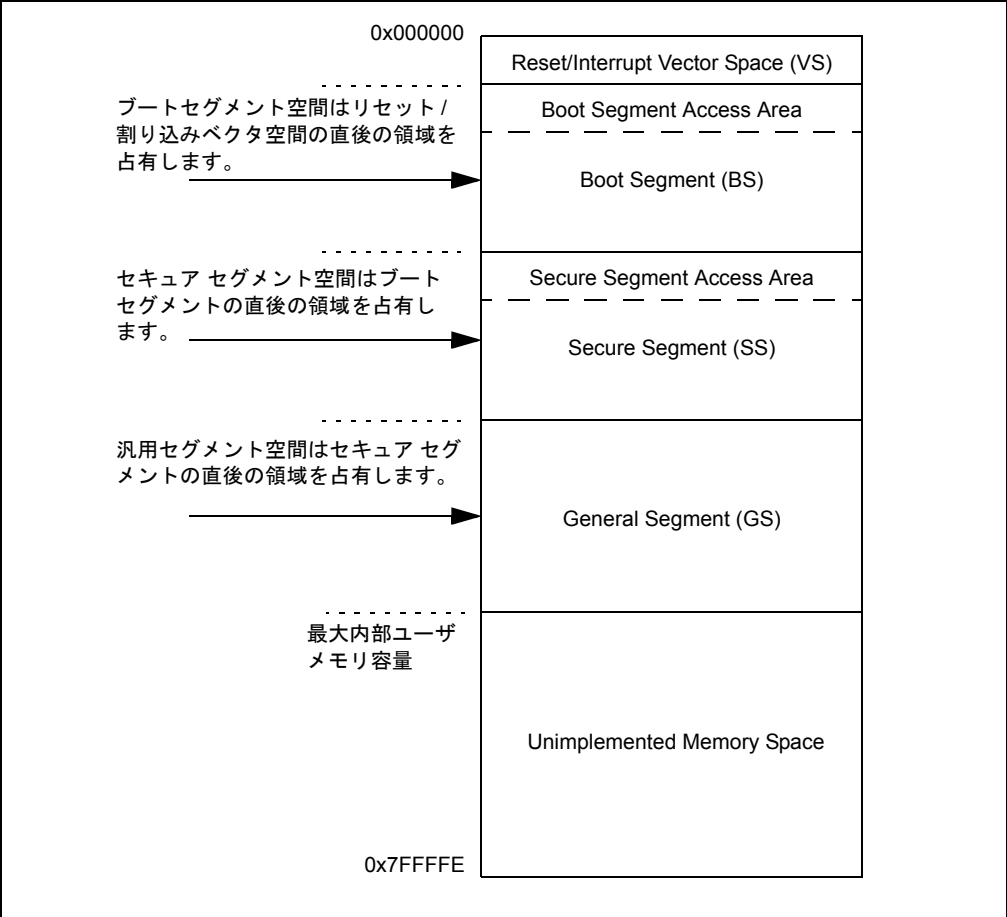 0x000000
Reset/Interrupt Vector Space (VS)
ブートセグメント空間はリセット /
割り込みベクタ空間の直後の領域を
占有します。
Boot Segment Access Area
Boot Segment (BS)
セキュア セグメント空間はブート
セグメントの直後の領域を占有し
ます。
Secure Segment Access Area
Secure Segment (SS)
汎用セグメント空間はセキュア セグ
メントの直後の領域を占有します。
General Segment (GS)
最大内部ユーザ
メモリ容量
Unimplemented Memory Space
0x7FFFFE